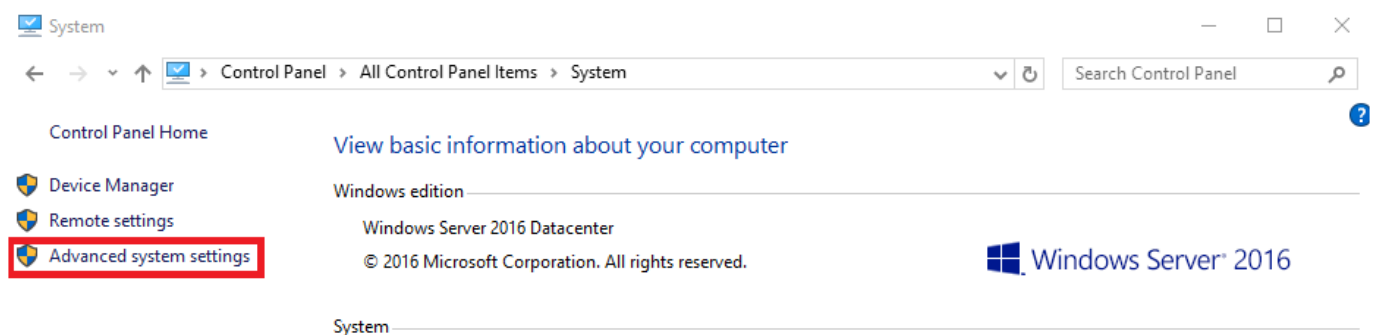 System
Control Panel > All Control Panel Items > System
Search Control Panel
?
Control Panel Home
View basic information about your computer
Device Manager
Windows edition
Remote settings
Windows Server 2016 Datacenter
Advanced system settings
© 2016 Microsoft Corporation. All rights reserved.
Windows Server® 2016
System